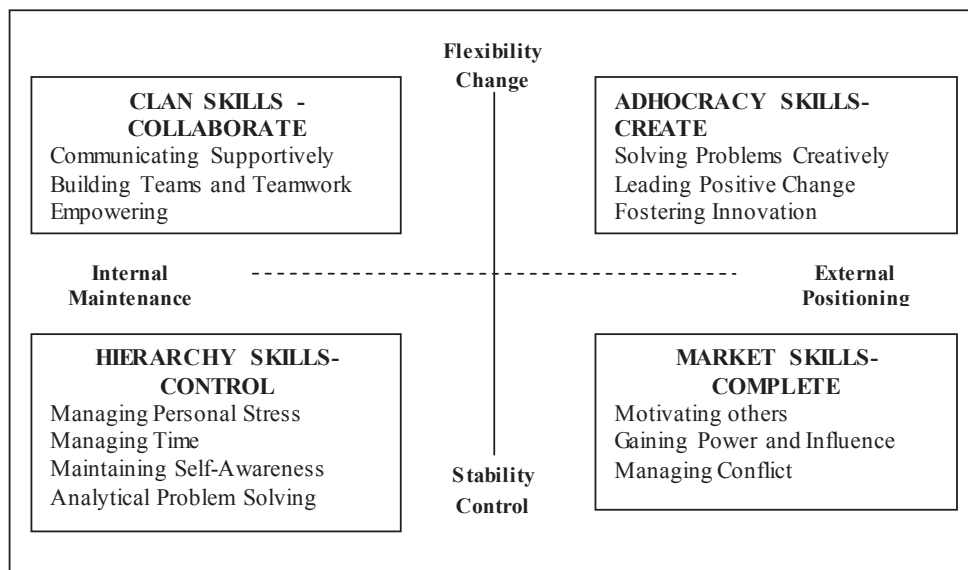 Flexibility
Change
CLAN SKILLS -
COLLABORATE
Communicating Supportively
Building Teams and Teamwork
Empowering
ADHOCRACY SKILLS-
CREATE
Solving Problems Creatively
Leading Positive Change
Fostering Innovation
Internal
Maintenance
External
Positioning
HIERARCHY SKILLS-
CONTROL
Managing Personal Stress
Managing Time
Maintaining Self-Awareness
Analytical Problem Solving
MARKET SKILLS-
COMPLETE
Motivating others
Gaining Power and Influence
Managing Conflict
Stability
Control